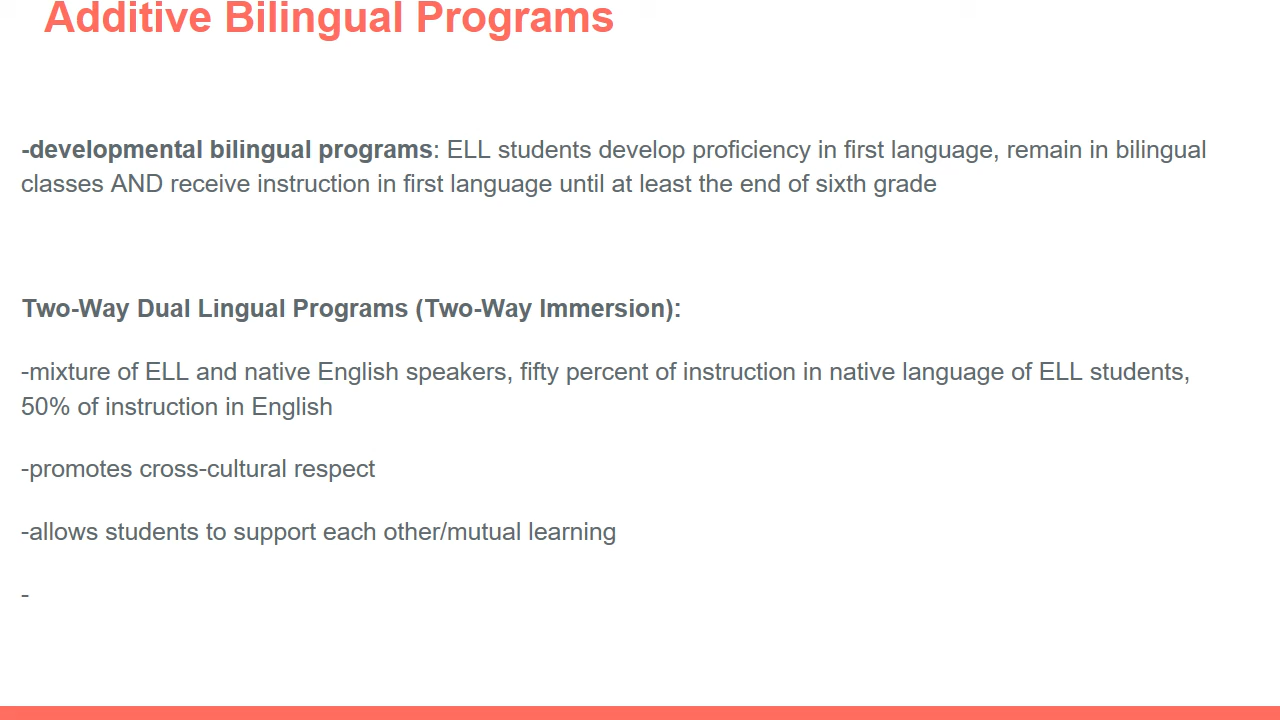 Additive Bilingual Programs
-developmental bilingual programs: ELL students develop proficiency in first language, remain in bilingual
classes AND receive instruction in first language until at least the end of sixth grade
Two-Way Dual Lingual Programs (Two-Way Immersion):
-mixture of ELL and native English speakers, fifty percent of instruction in native language of ELL students,
50% of instruction in English
-promotes cross-cultural respect
-allows students to support each other/mutual learning
-